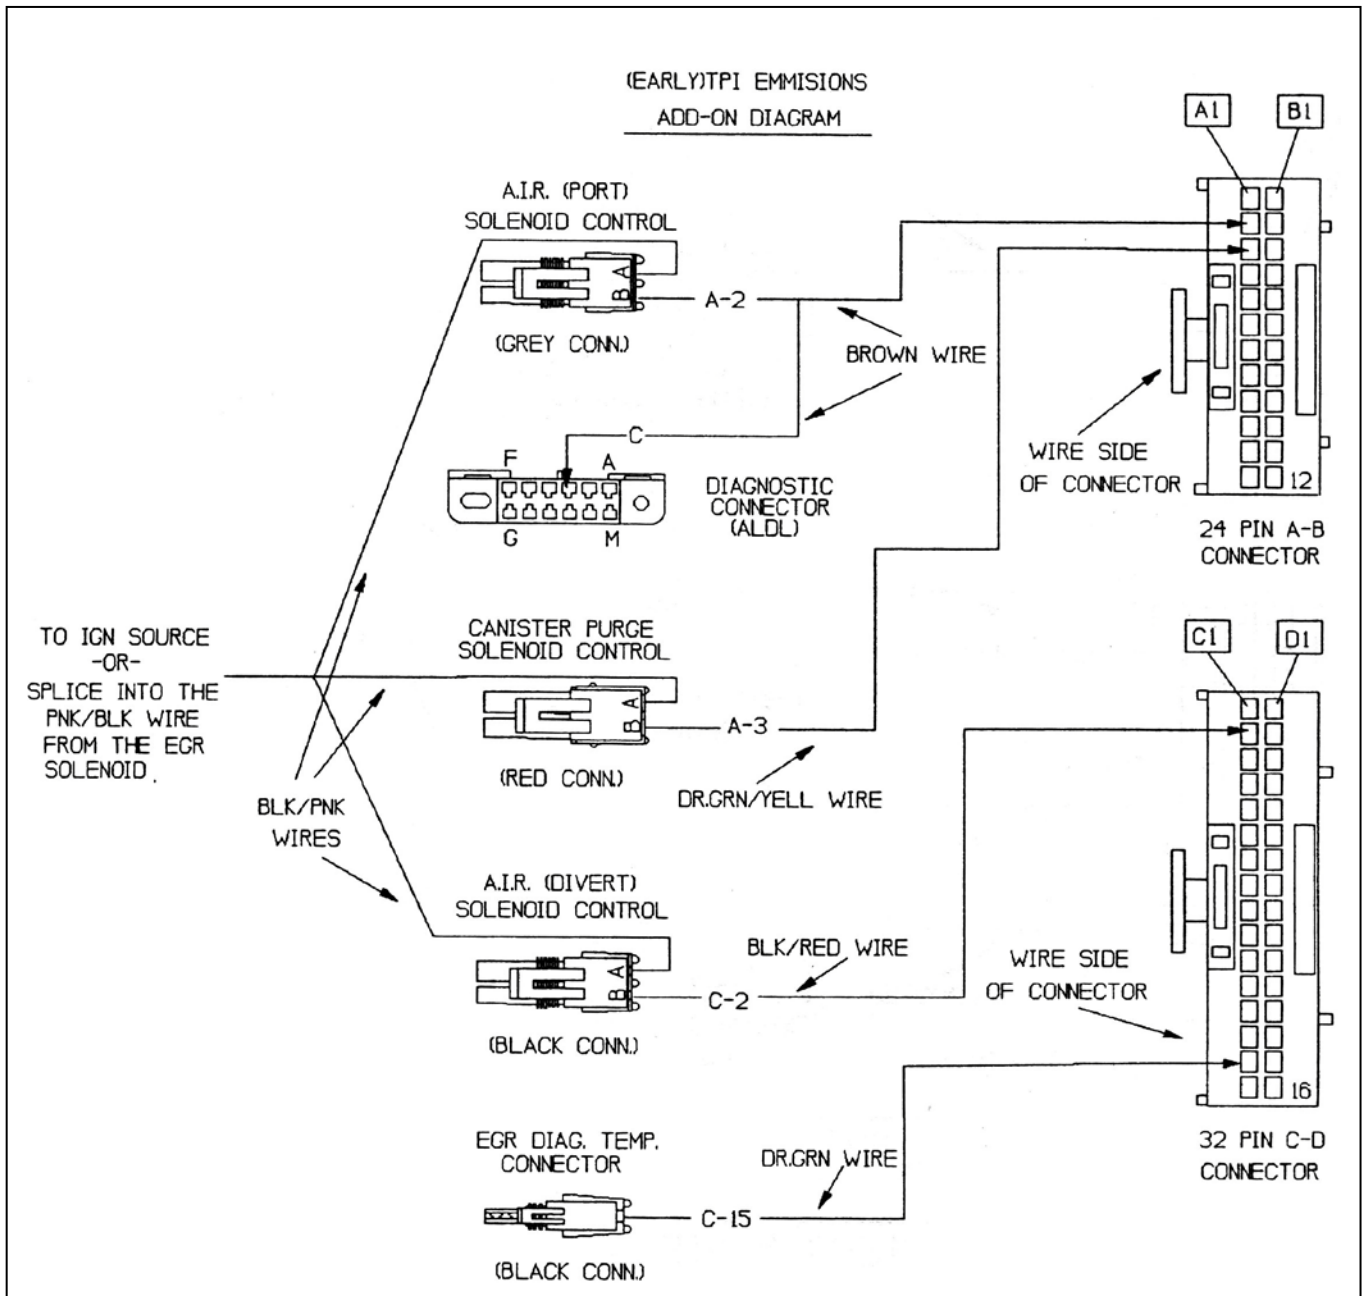 (EARLY)TPI EMMISIONS
ADD-ON DIAGRAM
A1
B1
A.I.R. (PORT)
SOLENOID CONTROL
A
B
A-2
(GREY CONN.)
BROWN WIRE
C
F
A
G
M
DIAGNOSTIC
CONNECTOR
(ALDL)
WIRE SIDE
OF CONNECTOR
12
24 PIN A-B
CONNECTOR
TO IGN SOURCE
-OR-
SPLICE INTO THE
PNK/BLK WIRE
FROM THE EGR
SOLENOID.
CANISTER PURGE
SOLENOID CONTROL
A
B
A-3
(RED CONN.)
DR.GRN/YELL WIRE
BLK/PNK
WIRES
C1
D1
A.I.R. (DIVERT)
SOLENOID CONTROL
A
B
C-2
(BLACK CONN.)
BLK/RED WIRE
WIRE SIDE
OF CONNECTOR
16
32 PIN C-D
CONNECTOR
EGR DIAG. TEMP.
CONNECTOR
C-15
(BLACK CONN.)
DR.GRN WIRE